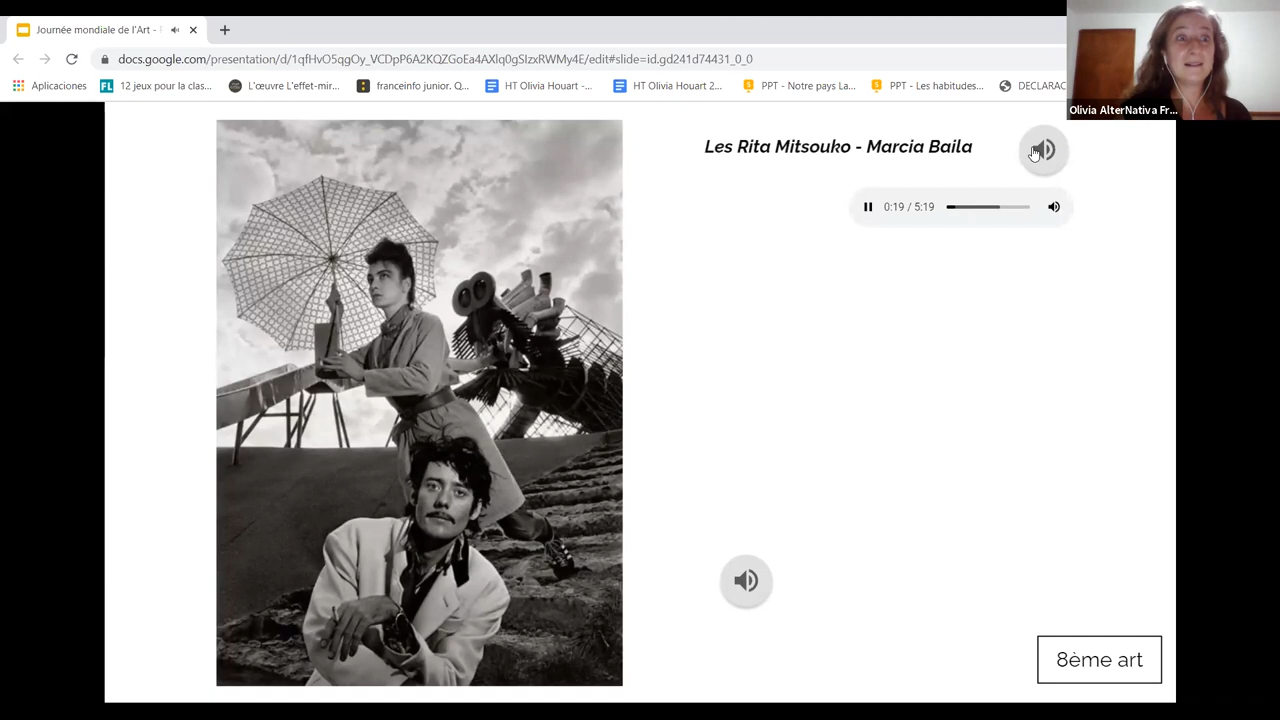 Journée mondiale de l'Art -
docs.google.com/presentation/d/1qfHvO5qgOy_VCDpP6A2KQZGoEa4AXlq0gSIzxRWMy4E/edit#slide=id.gd241d74431_0_0
Aplicaciones
12 jeux pour la clas...
L'œuvre L'effet-mir...
franceinfo junior. Q...
HT Olivia Houart -...
HT Olivia Houart 2...
PPT - Notre pays La...
PPT - Les habitudes...
DECLARAC
Olivia AlterNativa Fr...
Les Rita Mitsouko - Marcia Baila
0:19 / 5:19
8ème art